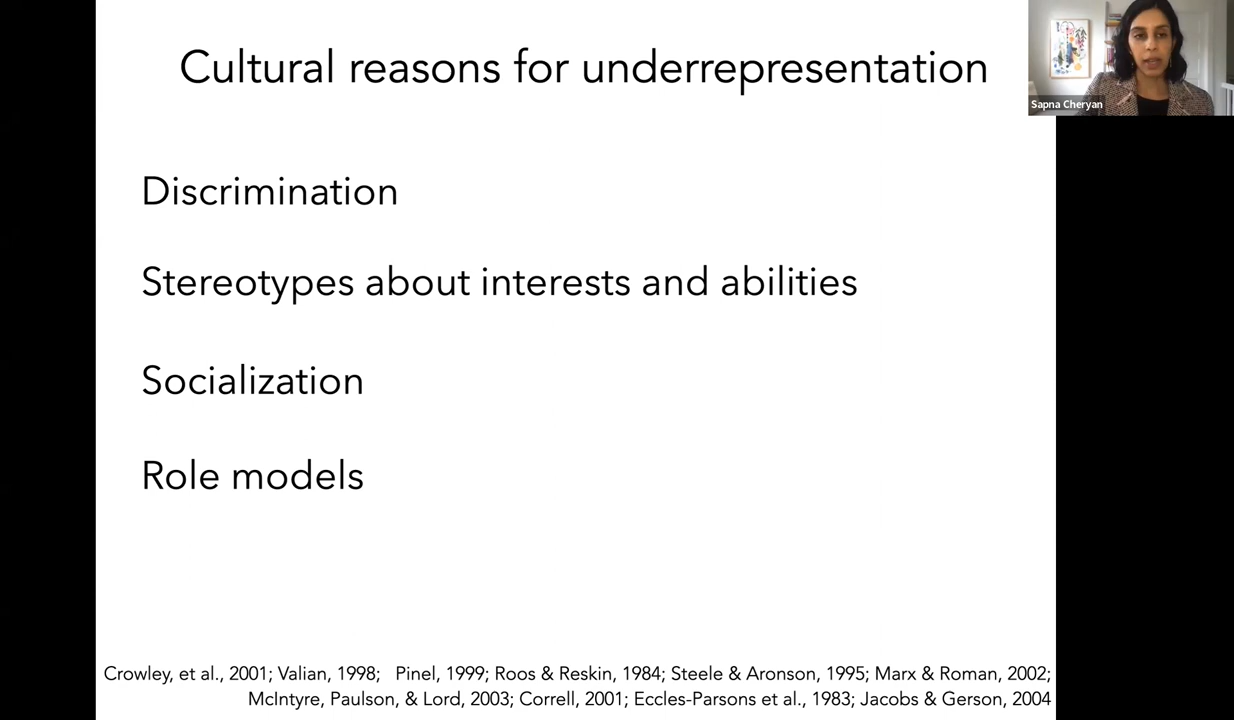 Cultural reasons for underrepresentation
Sapna Cheryan
Discrimination
Stereotypes about interests and abilities
Socialization
Role models
Crowley, et al., 2001; Valian, 1998; Pinel, 1999; Roos & Reskin, 1984; Steele & Aronson, 1995; Marx & Roman, 2002;
McIntyre, Paulson, & Lord, 2003; Correll, 2001; Eccles-Parsons et al., 1983; Jacobs & Gerson, 2004